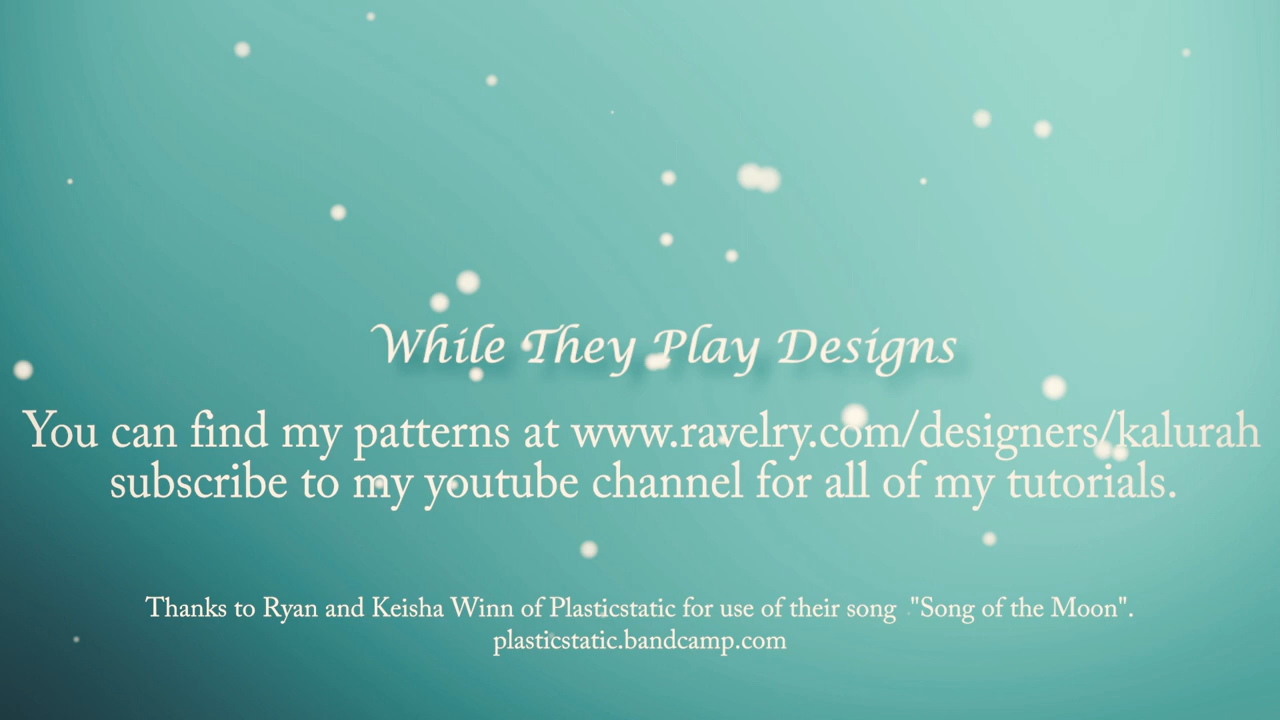 While They Play Designs
You can find my patterns at www.ravelry.com/designers/kalurah
subscribe to my youtube channel for all of my tutorials.
Thanks to Ryan and Keisha Winn of Plasticstatic for use of their song "Song of the Moon".
plasticstatic.bandcamp.com